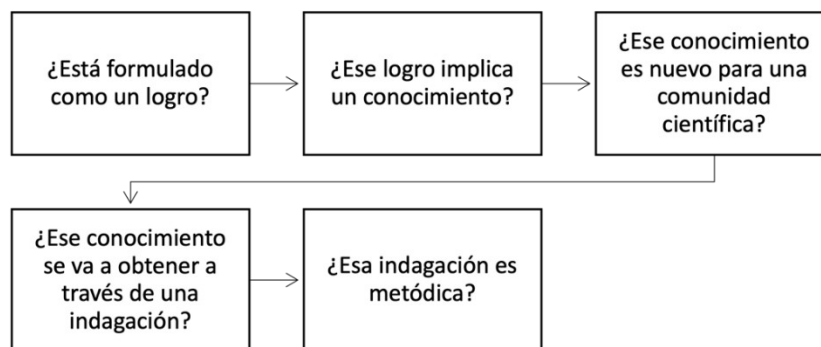 ¿Está formulado
como un logro?
¿Ese logro implica
un conocimiento?
¿Ese conocimiento
es nuevo para una
comunidad
científica?
¿Ese conocimiento
se va a obtener a
través de una
indagación?
¿Esa indagación es
metódica?